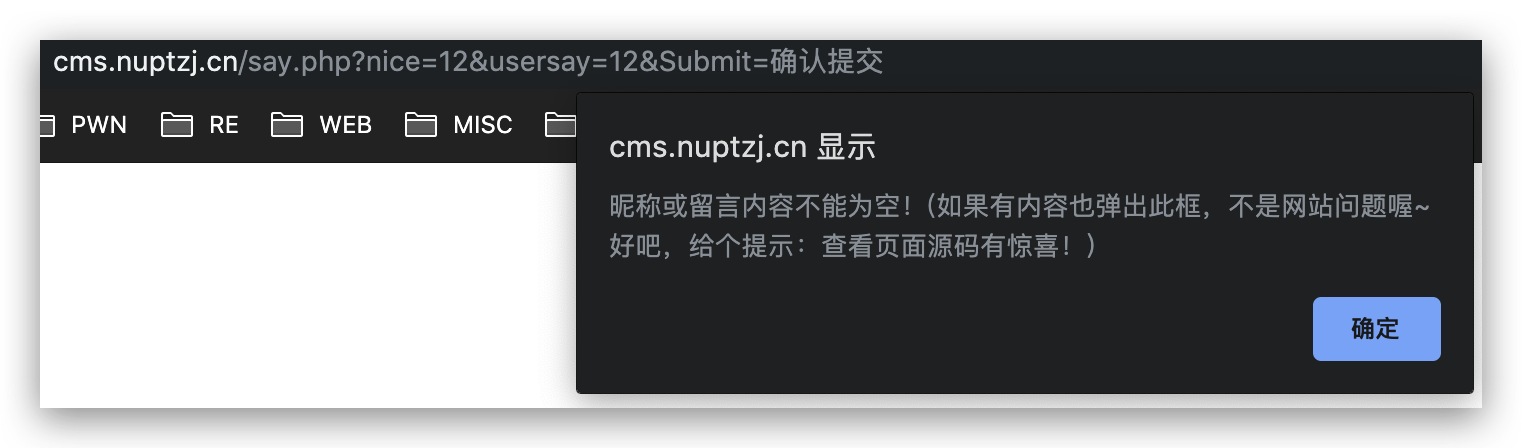 cms.nuptzj.cn/say.php?nice=12&usersay=12&Submit=确认提交
PWN RE WEB MISC
cms.nuptzj.cn 显示
昵称或留言内容不能为空！(如果有内容也弹出此框，不是网站问题喔~
好吧，给个提示：查看页面源码有惊喜！)
确定